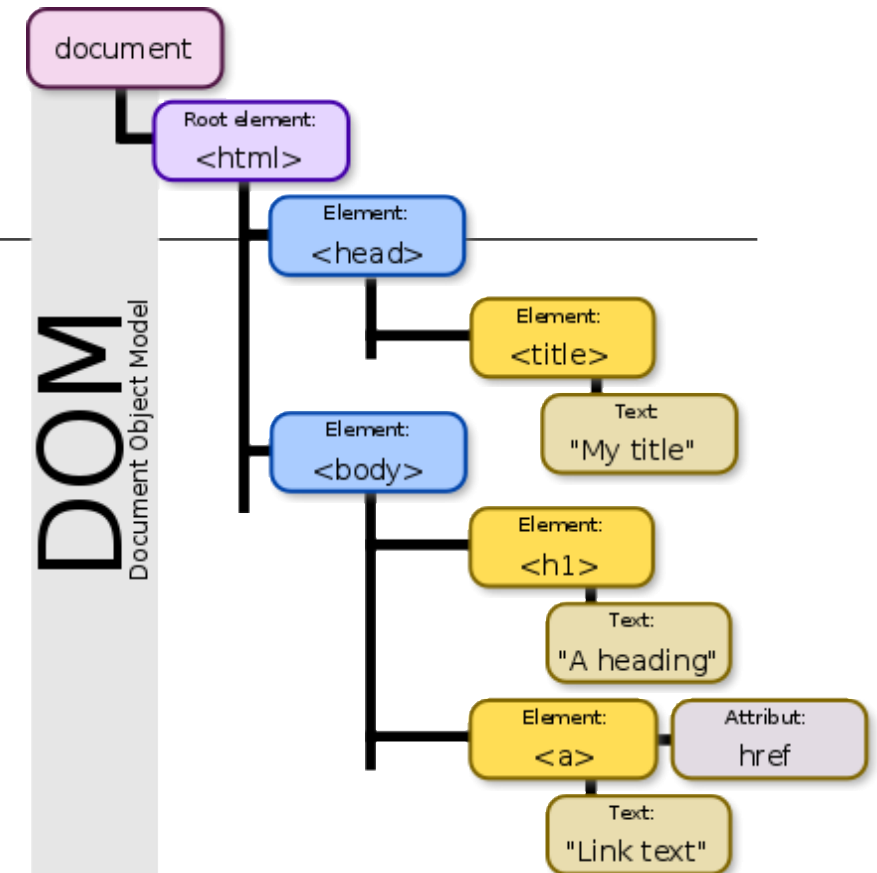 document
Root element:
<html>
Element:
<head>
Element:
<title>
Text
"My title"
Element:
<body>
Element:
<h1>
Text:
"A heading"
Element:
<a>
Attribut:
href
Text:
"Link text"
DOM
Document Object Model